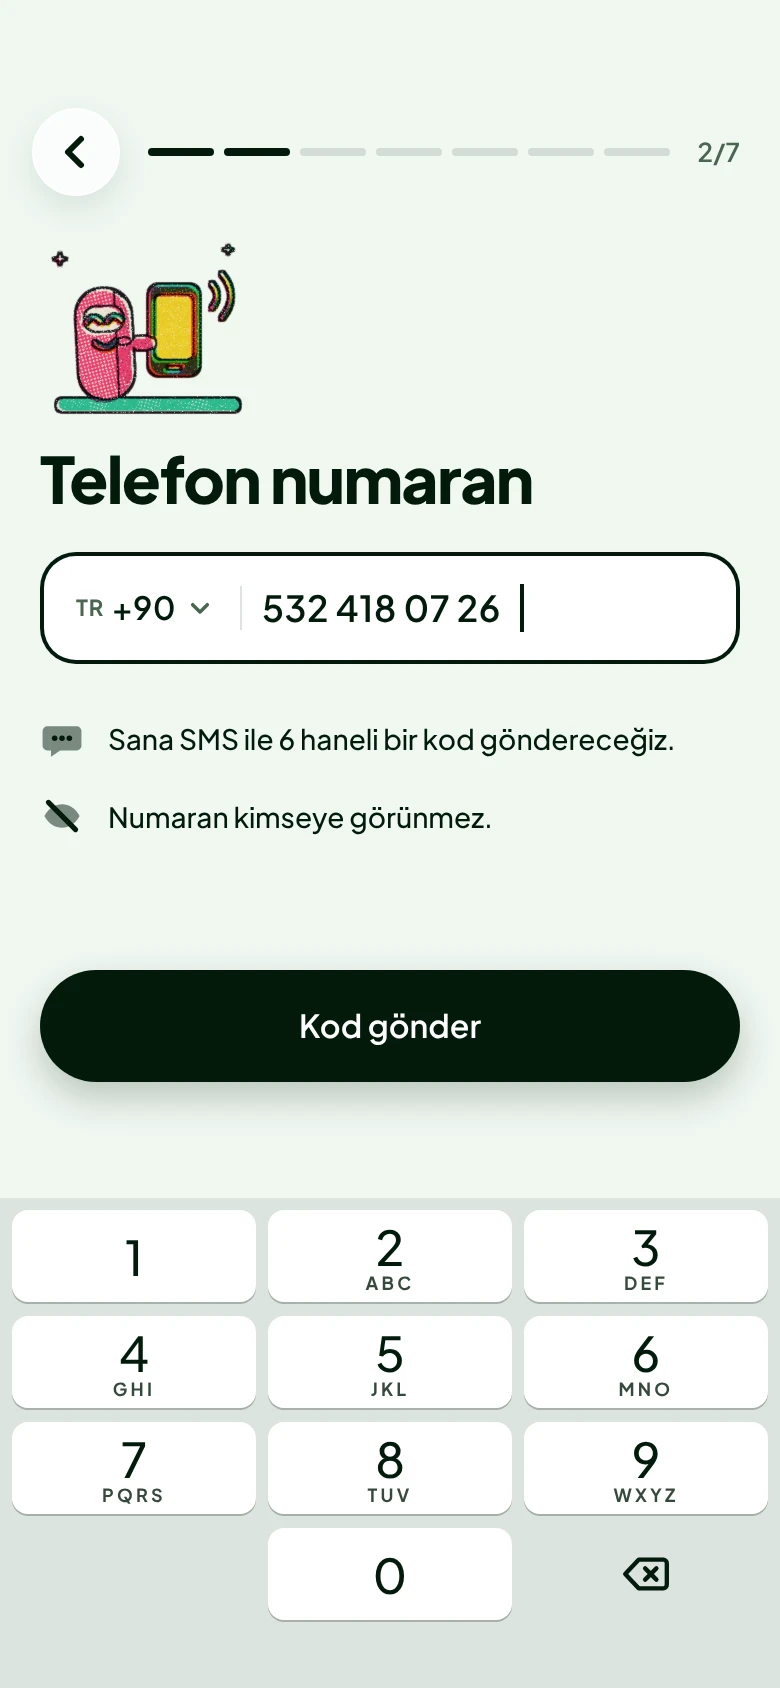 2/7
Telefon numaran
TR +90 532 418 07 26
Sana SMS ile 6 haneli bir kod göndereceğiz.
Numaran kimseye görünmez.
Kod gönder
1 2 3
ABC DEF
4 5 6
GHI JKL MNO
7 8 9
PQRS TUV WXYZ
0